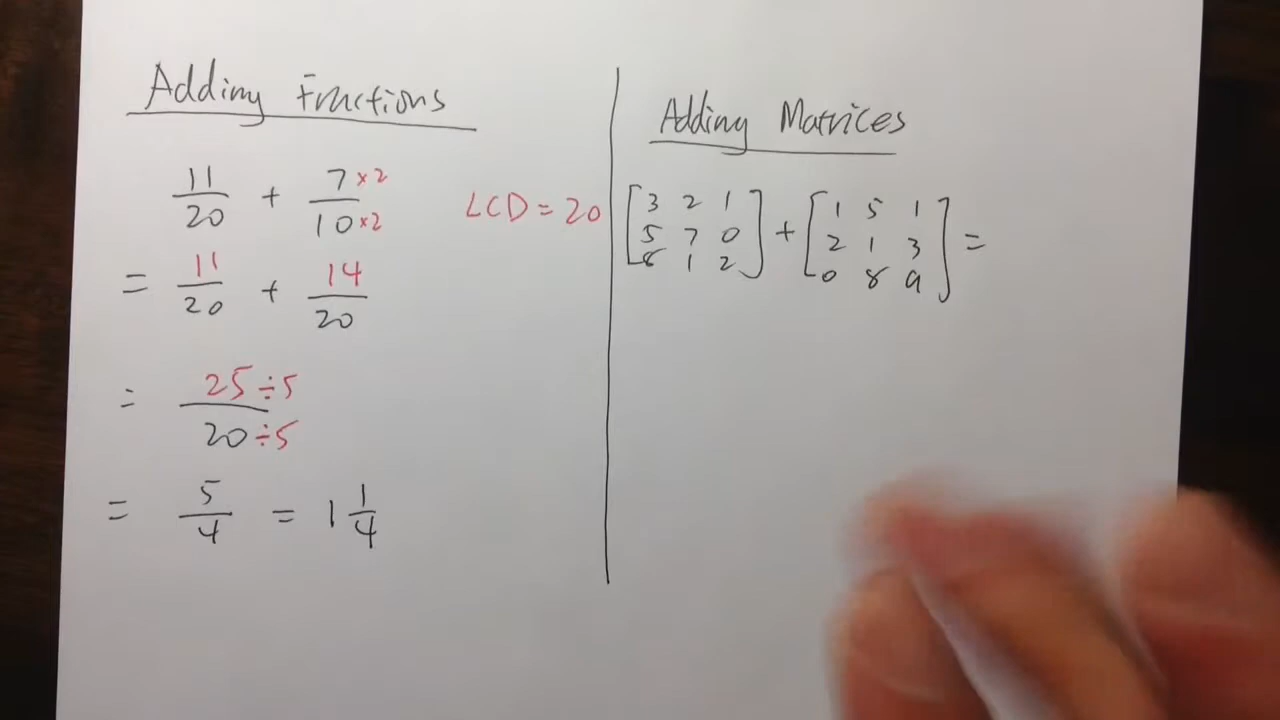 Adding Fractions
11/20 + 7×2/10×2
LCD = 20
= 11/20 + 14/20
= 25÷5/20÷5
= 5/4 = 1 1/4
Adding Matrices
[3 2 1 5 7 0 8 1 2] + [1 5 1 2 1 3 0 8 9] =